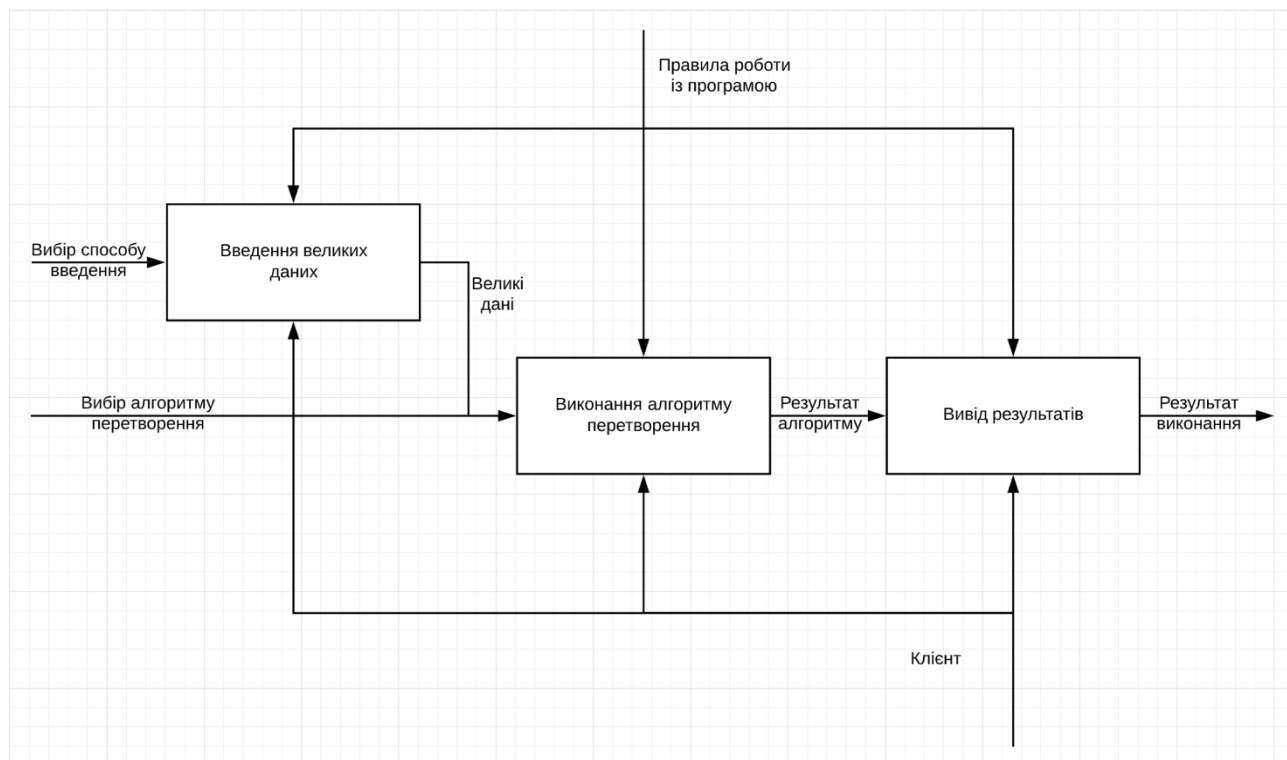 Правила роботи
із програмою
Вибір способу
введення
Введення великих
даних
Великі
дані
Вибір алгоритму
перетворення
Виконання алгоритму
перетворення
Результат
алгоритму
Вивід результатів
Результат
виконання
Клієнт